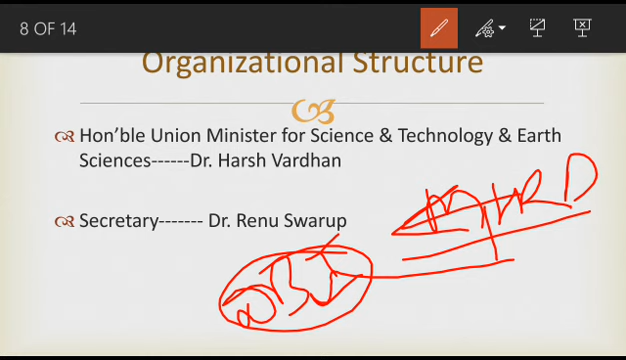 8 OF 14
Organizational Structure
Hon'ble Union Minister for Science & Technology & Earth
Sciences------Dr. Harsh Vardhan
Secretary------- Dr. Renu Swarup
MHRD
DBT